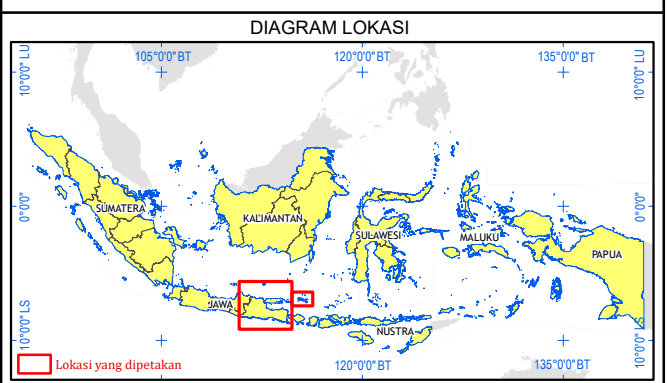 DIAGRAM LOKASI
105°0'0" BT
120°0'0" BT
135°0'0" BT
10°0'0" LU
10°0'0" LU
SUMATERA
KALIMANTAN
SULAWESI
MALUKU
PAPUA
0°0'0"
0°0'0"
JAWA
NUSTRA
10°0'0" LS
10°0'0" LS
Lokasi yang dipetakan
120°0'0" BT
135°0'0" BT